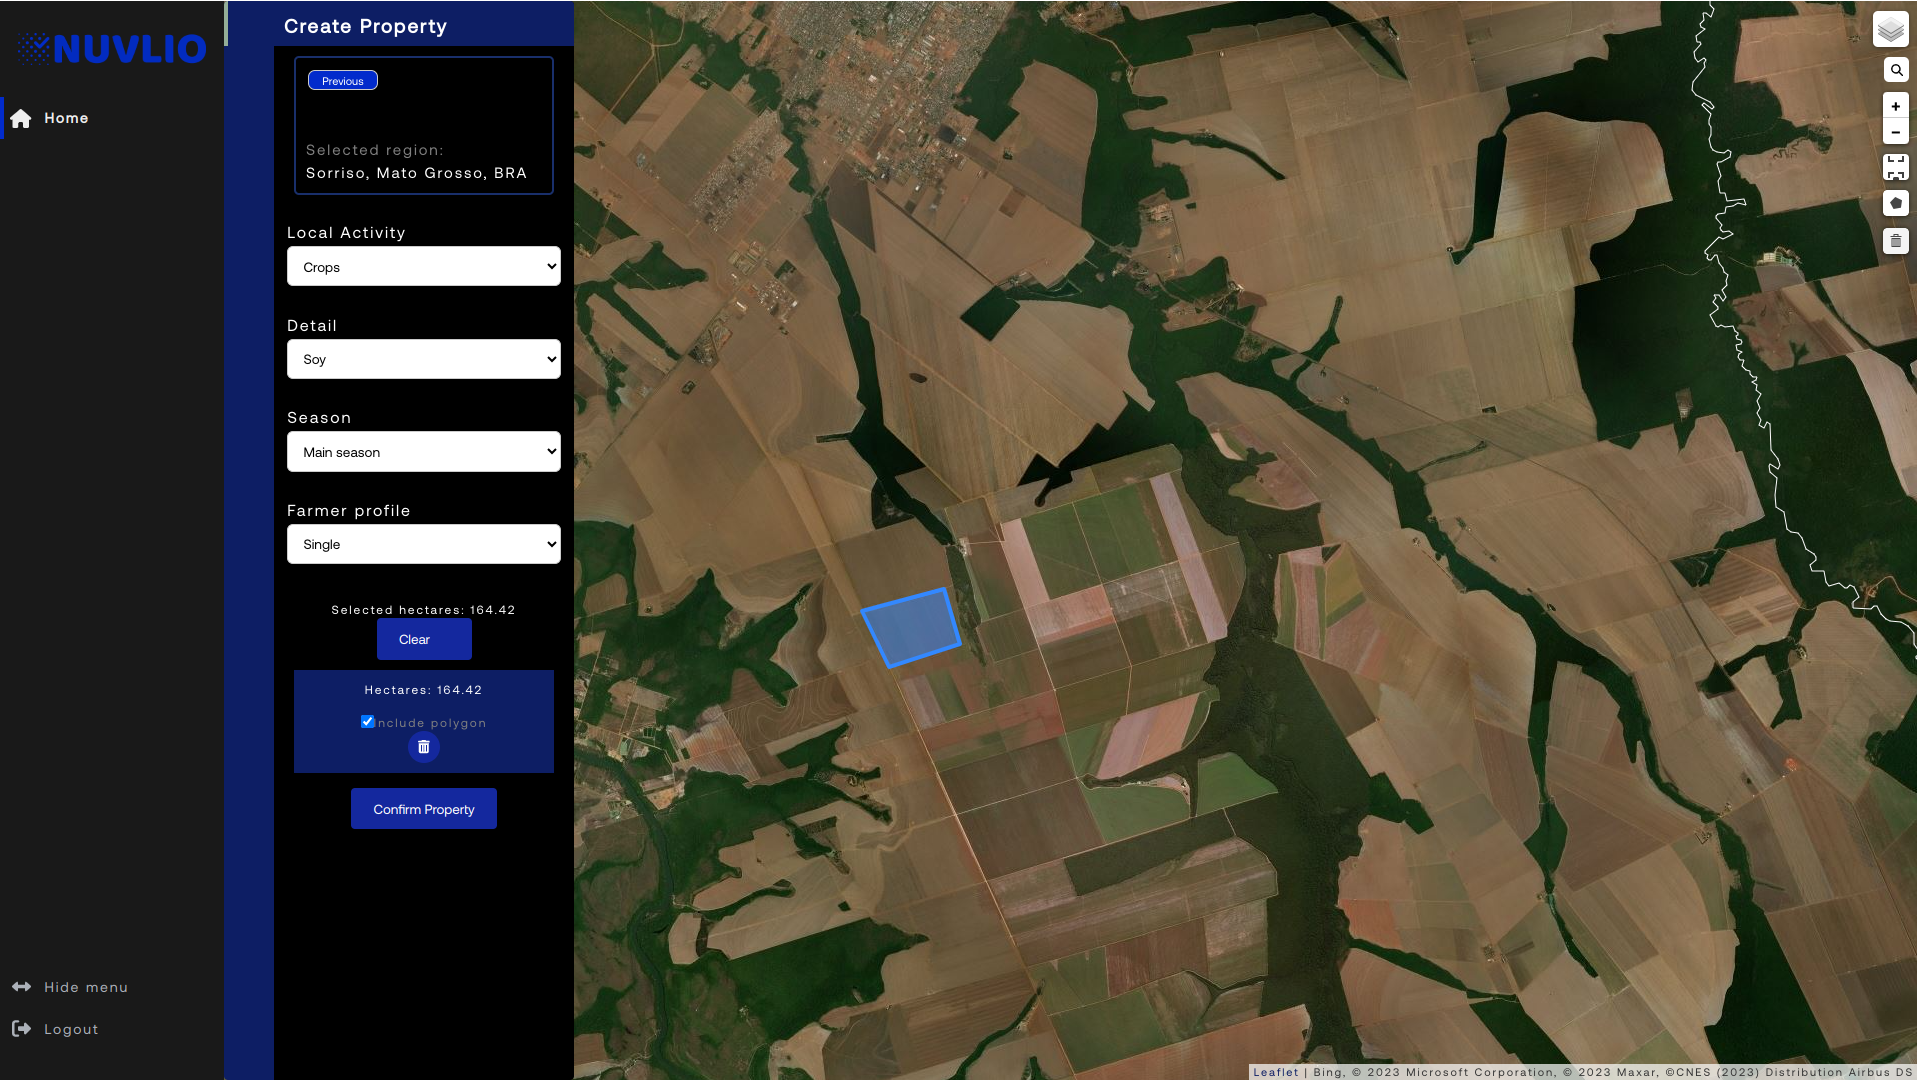 NUVLIO
Home
Hide menu
Logout
Create Property
Previous
Selected region:
Sorriso, Mato Grosso, BRA
Local Activity
Crops
Detail
Soy
Season
Main season
Farmer profile
Single
Selected hectares: 164.42
Clear
Hectares: 164.42
Include polygon
Confirm Property
+
−
Leaflet | Bing, © 2023 Microsoft Corporation, © 2023 Maxar, ©CNES (2023) Distribution Airbus DS